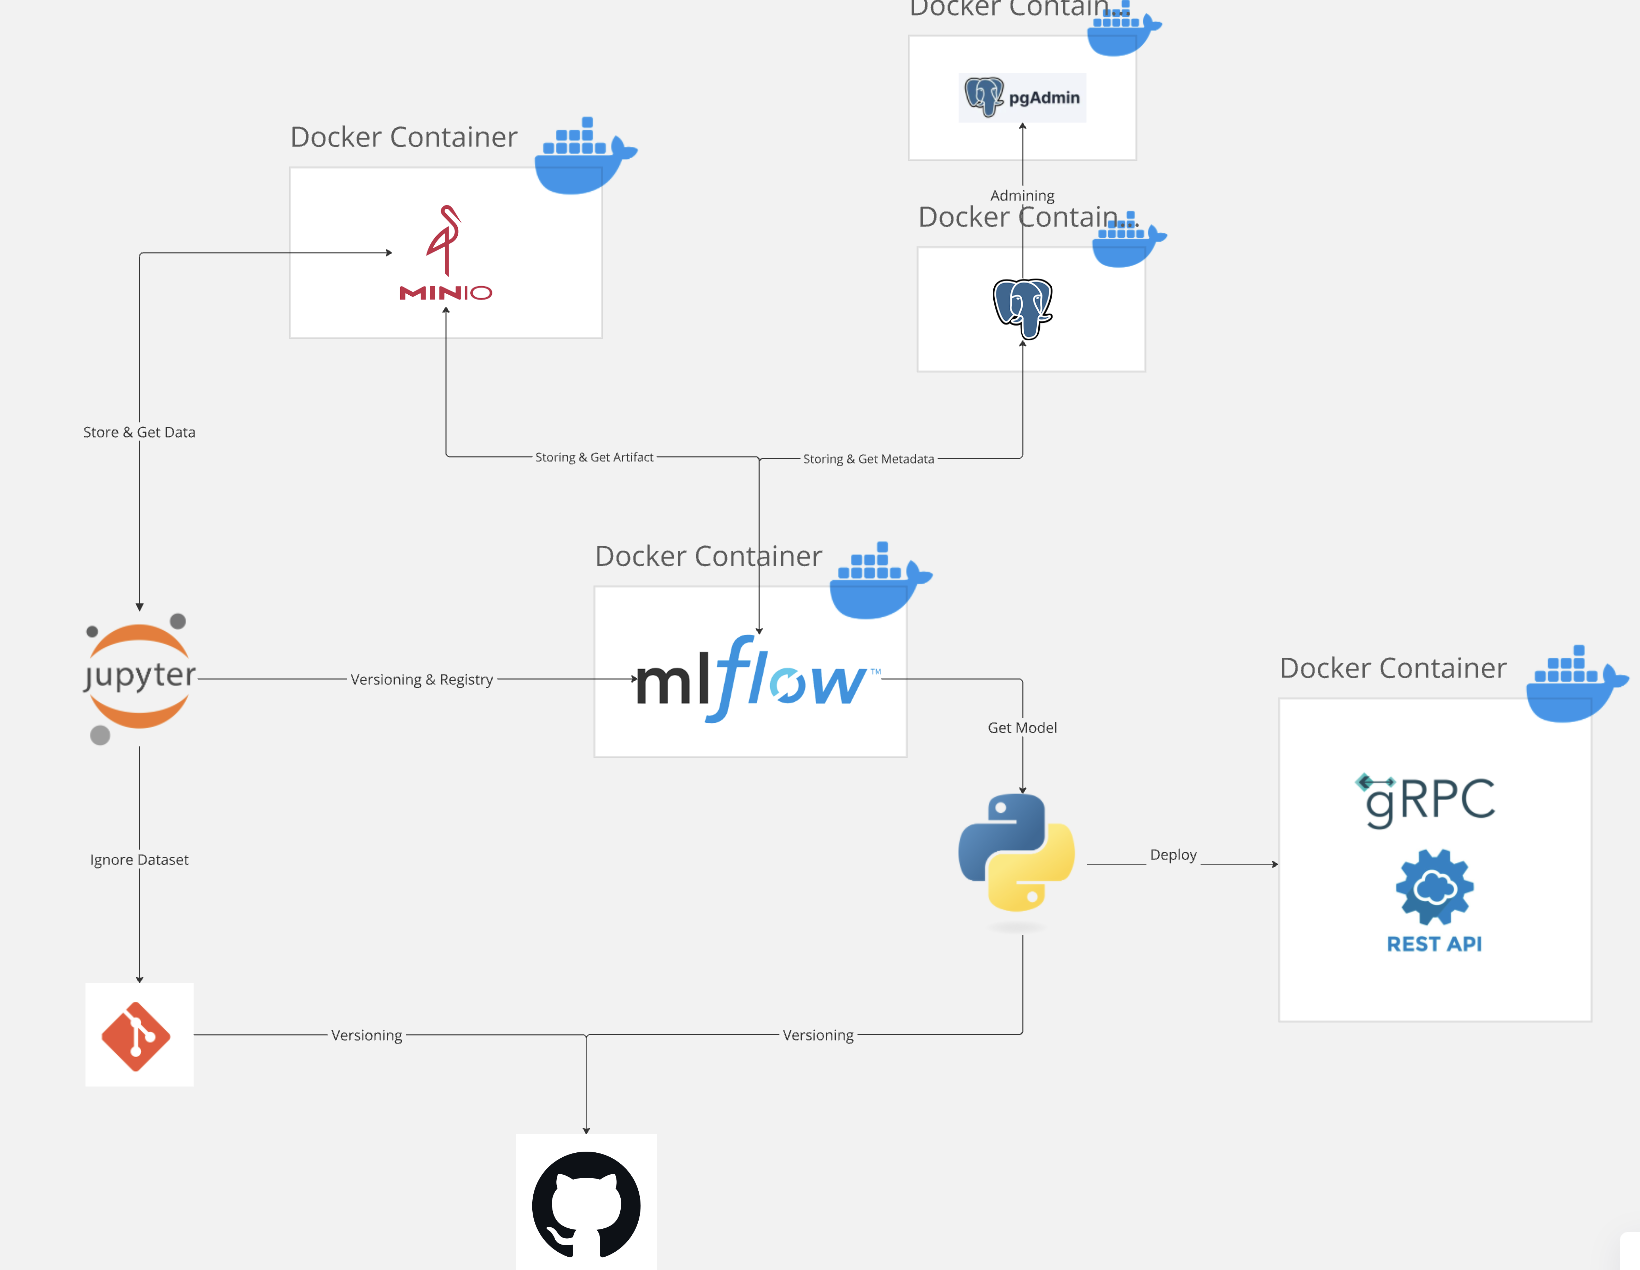 Docker Contain...
pgAdmin
Docker Container
Admining
Docker Contain...
MINIO
Store & Get Data
Storing & Get Artifact
Storing & Get Metadata
Docker Container
Docker Container
jupyter
Versioning & Registry
mlflow™
Get Model
gRPC
Deploy
Ignore Dataset
REST API
Versioning
Versioning